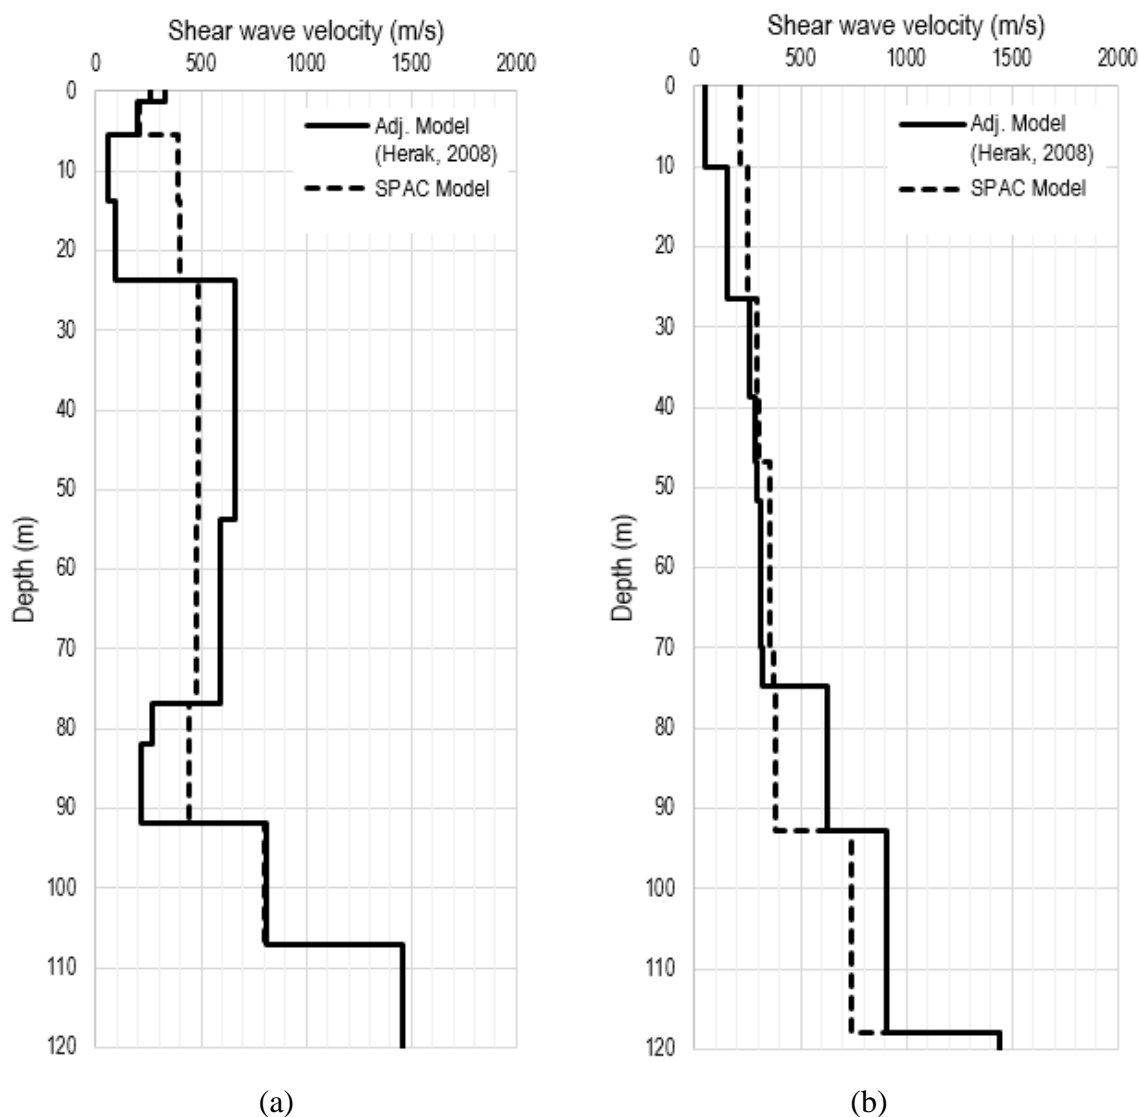 Shear wave velocity (m/s)
0 500 1000 1500 2000
0
10
20
30
40
50
60
70
80
90
100
110
120
Depth (m)
Adj. Model
(Herak, 2008)
SPAC Model
(a)
Shear wave velocity (m/s)
0 500 1000 1500 2000
0
10
20
30
40
50
60
70
80
90
100
110
120
Depth (m)
Adj. Model
(Herak, 2008)
SPAC Model
(b)